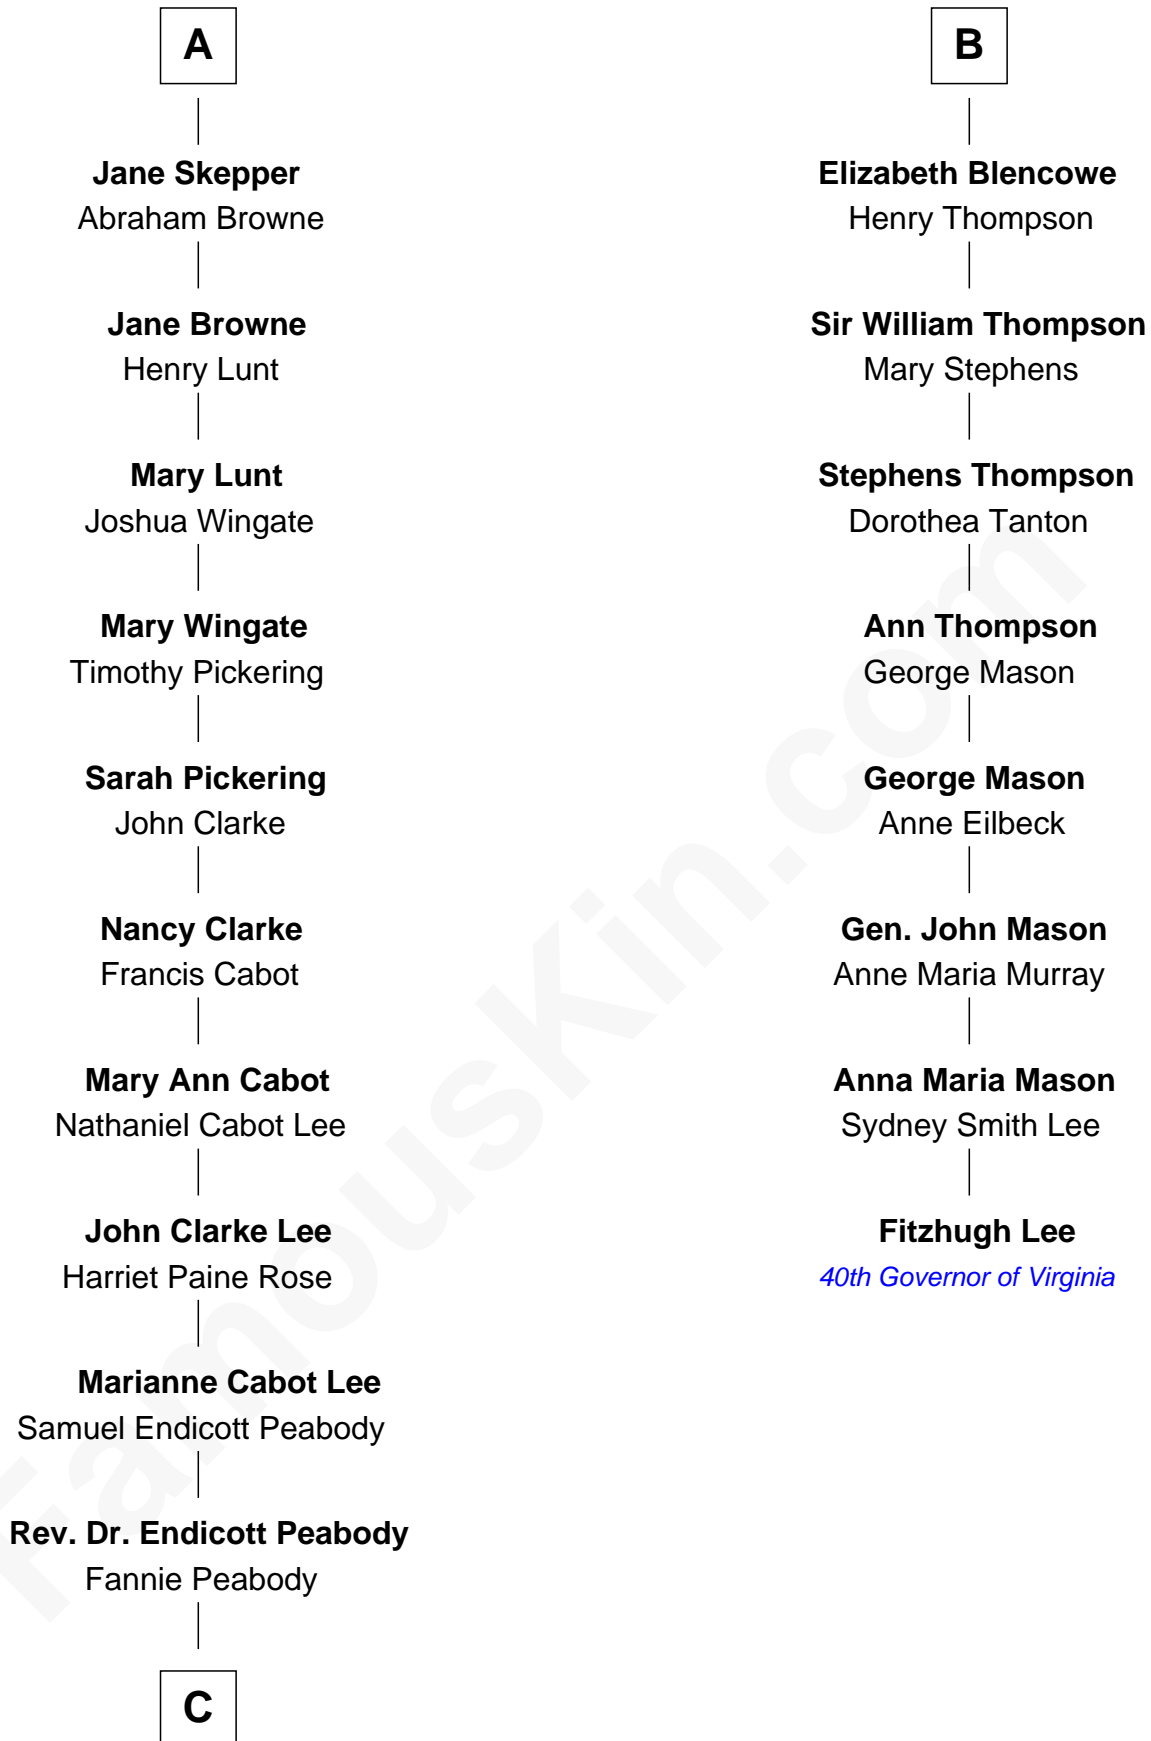 A
Jane Skepper
Abraham Browne
Jane Browne
Henry Lunt
Mary Lunt
Joshua Wingate
Mary Wingate
Timothy Pickering
Sarah Pickering
John Clarke
Nancy Clarke
Francis Cabot
Mary Ann Cabot
Nathaniel Cabot Lee
John Clarke Lee
Harriet Paine Rose
Marianne Cabot Lee
Samuel Endicott Peabody
Rev. Dr. Endicott Peabody
Fannie Peabody
C
B
Elizabeth Blencowe
Henry Thompson
Sir William Thompson
Mary Stephens
Stephens Thompson
Dorothea Tanton
Ann Thompson
George Mason
George Mason
Anne Eilbeck
Gen. John Mason
Anne Maria Murray
Anna Maria Mason
Sydney Smith Lee
Fitzhugh Lee
40th Governor of Virginia
FamousKin.com